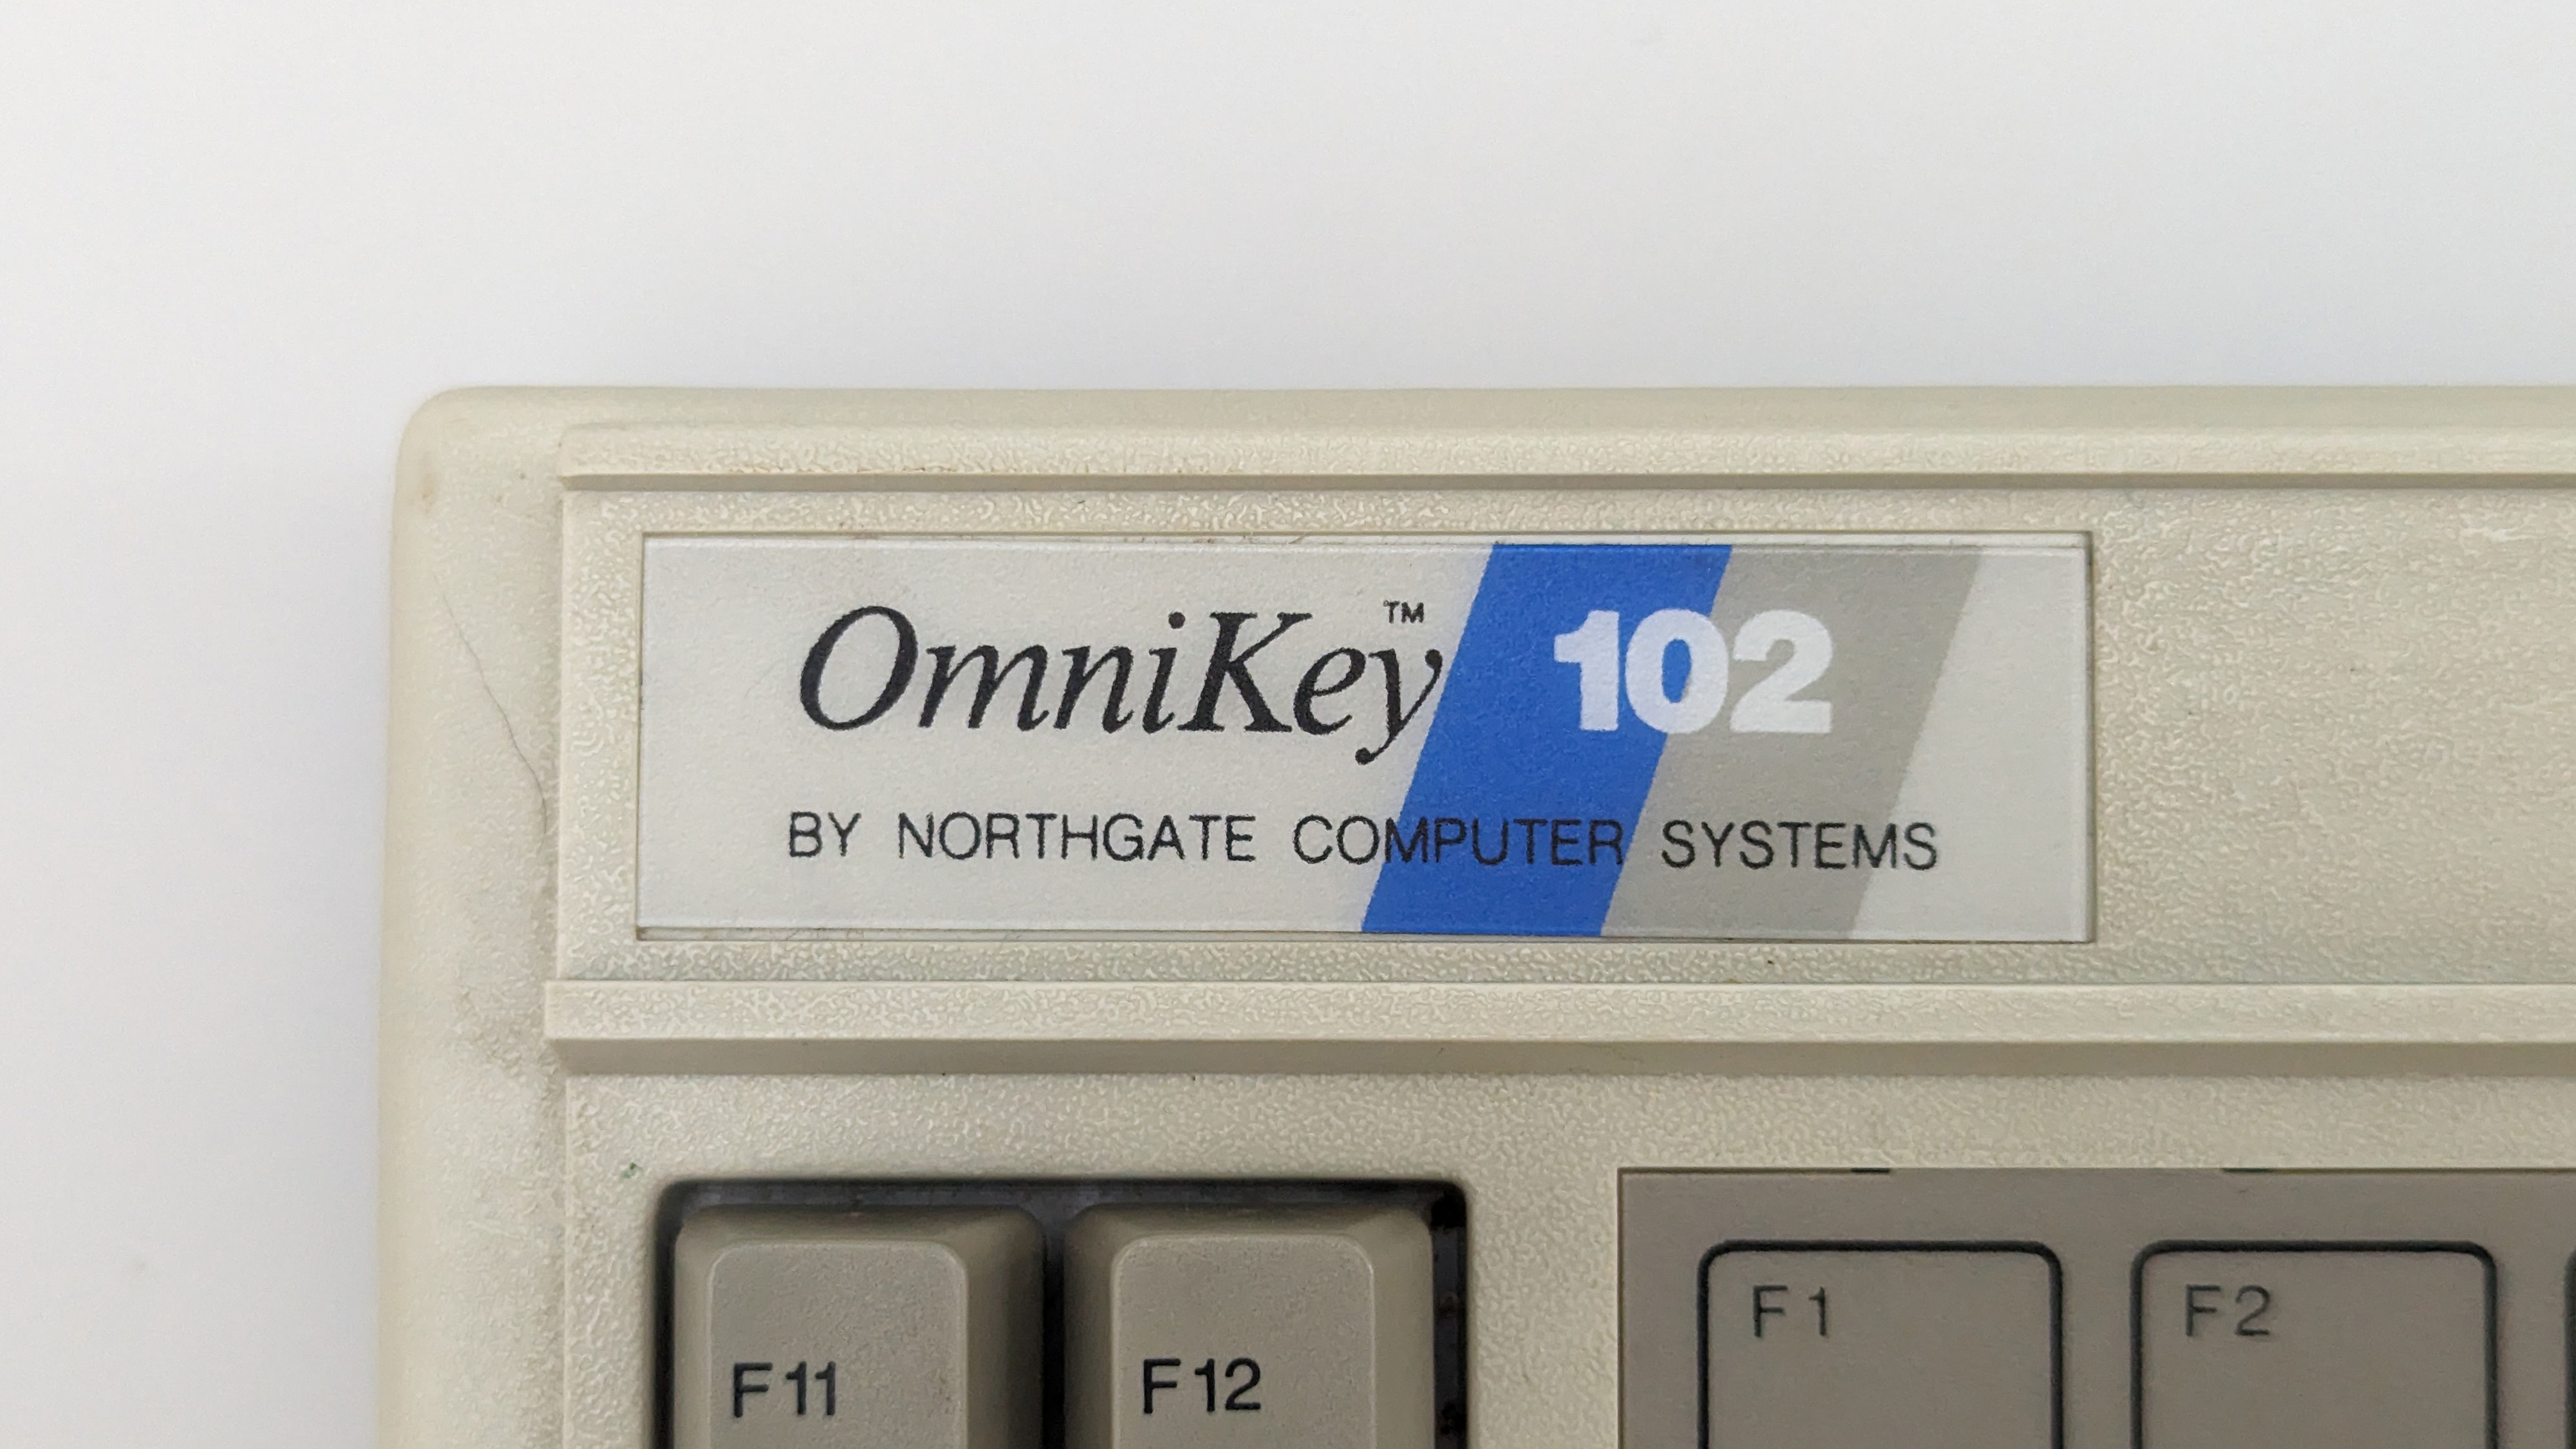 OmniKey™ 102
BY NORTHGATE COMPUTER SYSTEMS
F11 F12 F1 F2